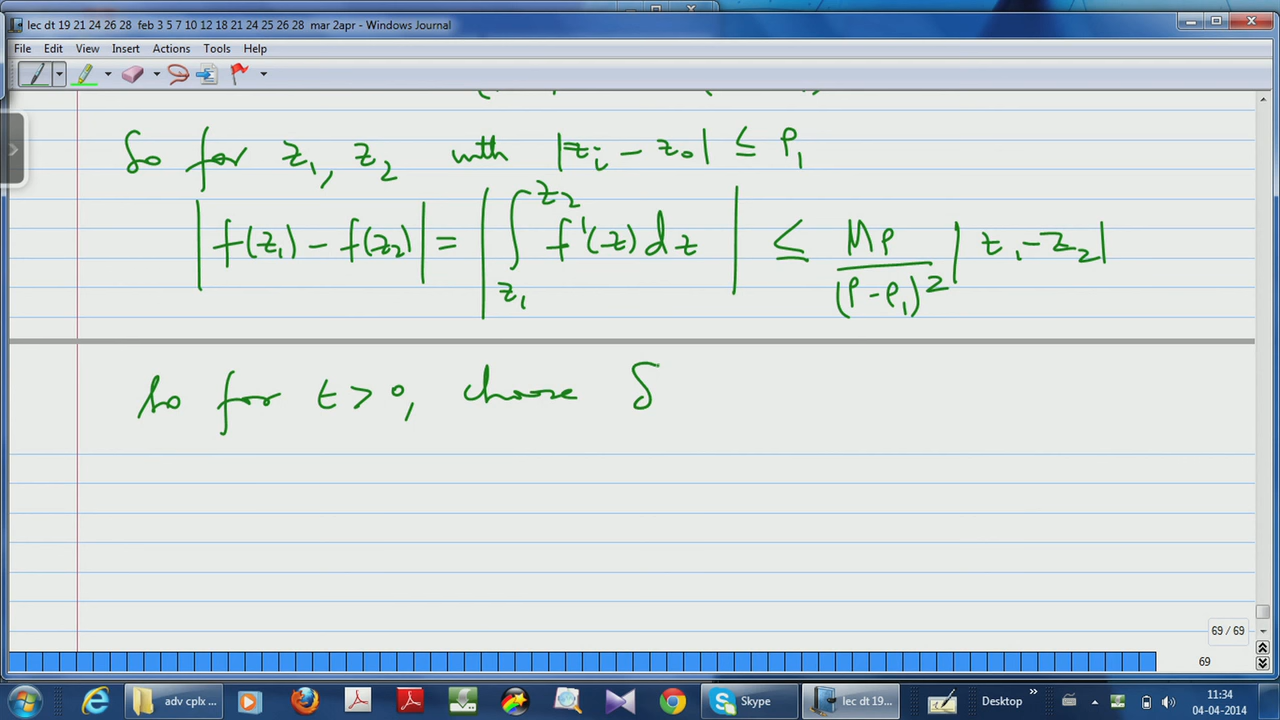 lec dt 19 21 24 26 28 feb 3 5 7 10 12 18 21 24 25 26 28 mar 2apr - Windows Journal
File Edit View Insert Actions Tools Help
So for z₁, z₂ with |zᵢ - z₀| ≤ ρ₁
|f(z₁) - f(z₂)| = |∫_{z₁}^{z₂} f'(z) dz| ≤ Mρ/(ρ-ρ₁)² |z₁-z₂|
So for ε > 0, choose δ
69 / 69
69
adv cplx ... Skype lec dt 19... Desktop 11:34
04-04-2014